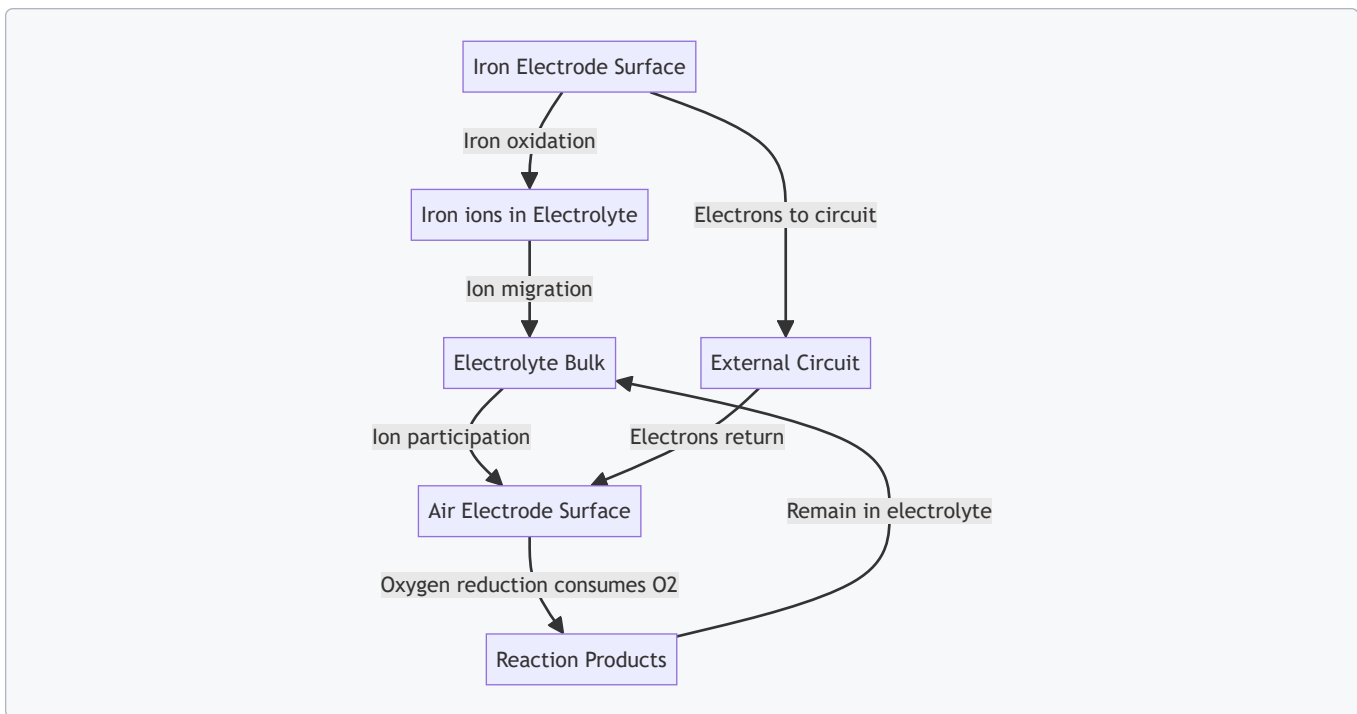 Iron Electrode Surface
Iron oxidation
Iron ions in Electrolyte
Electrons to circuit
Ion migration
Electrolyte Bulk
External Circuit
Ion participation
Electrons return
Air Electrode Surface
Remain in electrolyte
Oxygen reduction consumes O2
Reaction Products